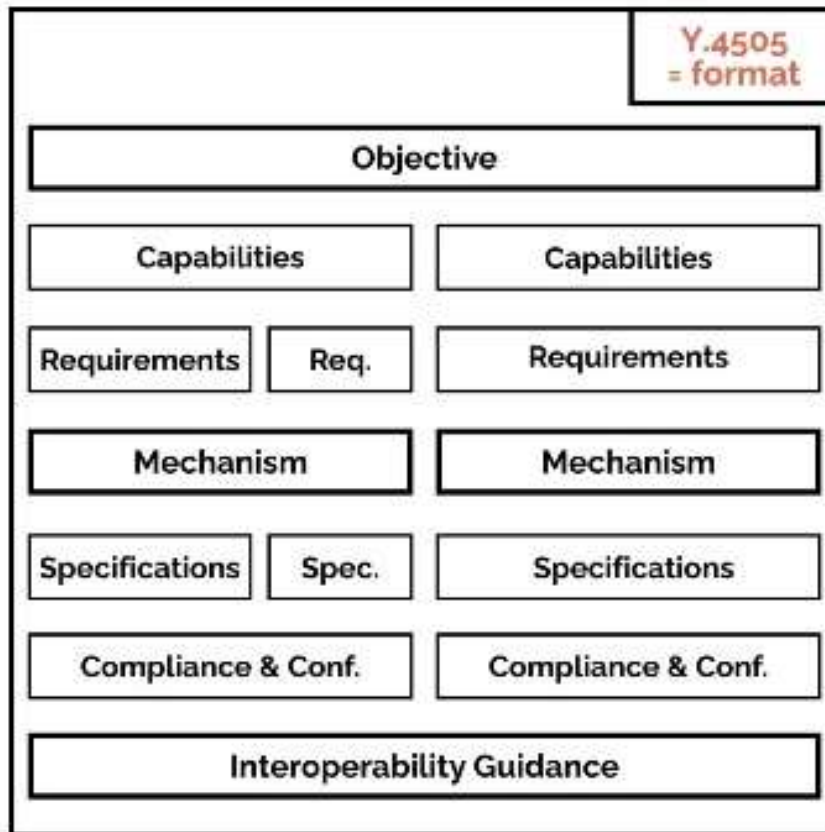 Y.4505
= format
Objective
Capabilities
Capabilities
Requirements
Req.
Requirements
Mechanism
Mechanism
Specifications
Spec.
Specifications
Compliance & Conf.
Compliance & Conf.
Interoperability Guidance